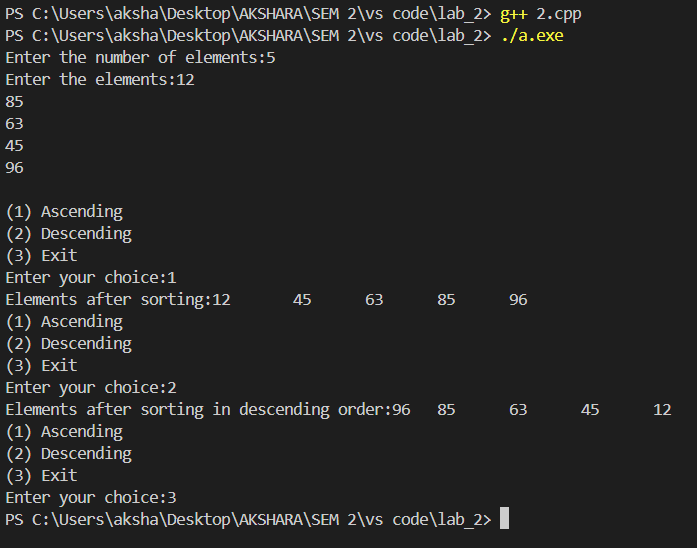 PS C:\Users\aksha\Desktop\AKSHARA\SEM 2\vs code\lab_2> g++ 2.cpp
PS C:\Users\aksha\Desktop\AKSHARA\SEM 2\vs code\lab_2> ./a.exe
Enter the number of elements:5
Enter the elements:12
85
63
45
96

(1) Ascending
(2) Descending
(3) Exit
Enter your choice:1
Elements after sorting:12       45      63      85      96
(1) Ascending
(2) Descending
(3) Exit
Enter your choice:2
Elements after sorting in descending order:96   85      63      45      12
(1) Ascending
(2) Descending
(3) Exit
Enter your choice:3
PS C:\Users\aksha\Desktop\AKSHARA\SEM 2\vs code\lab_2>